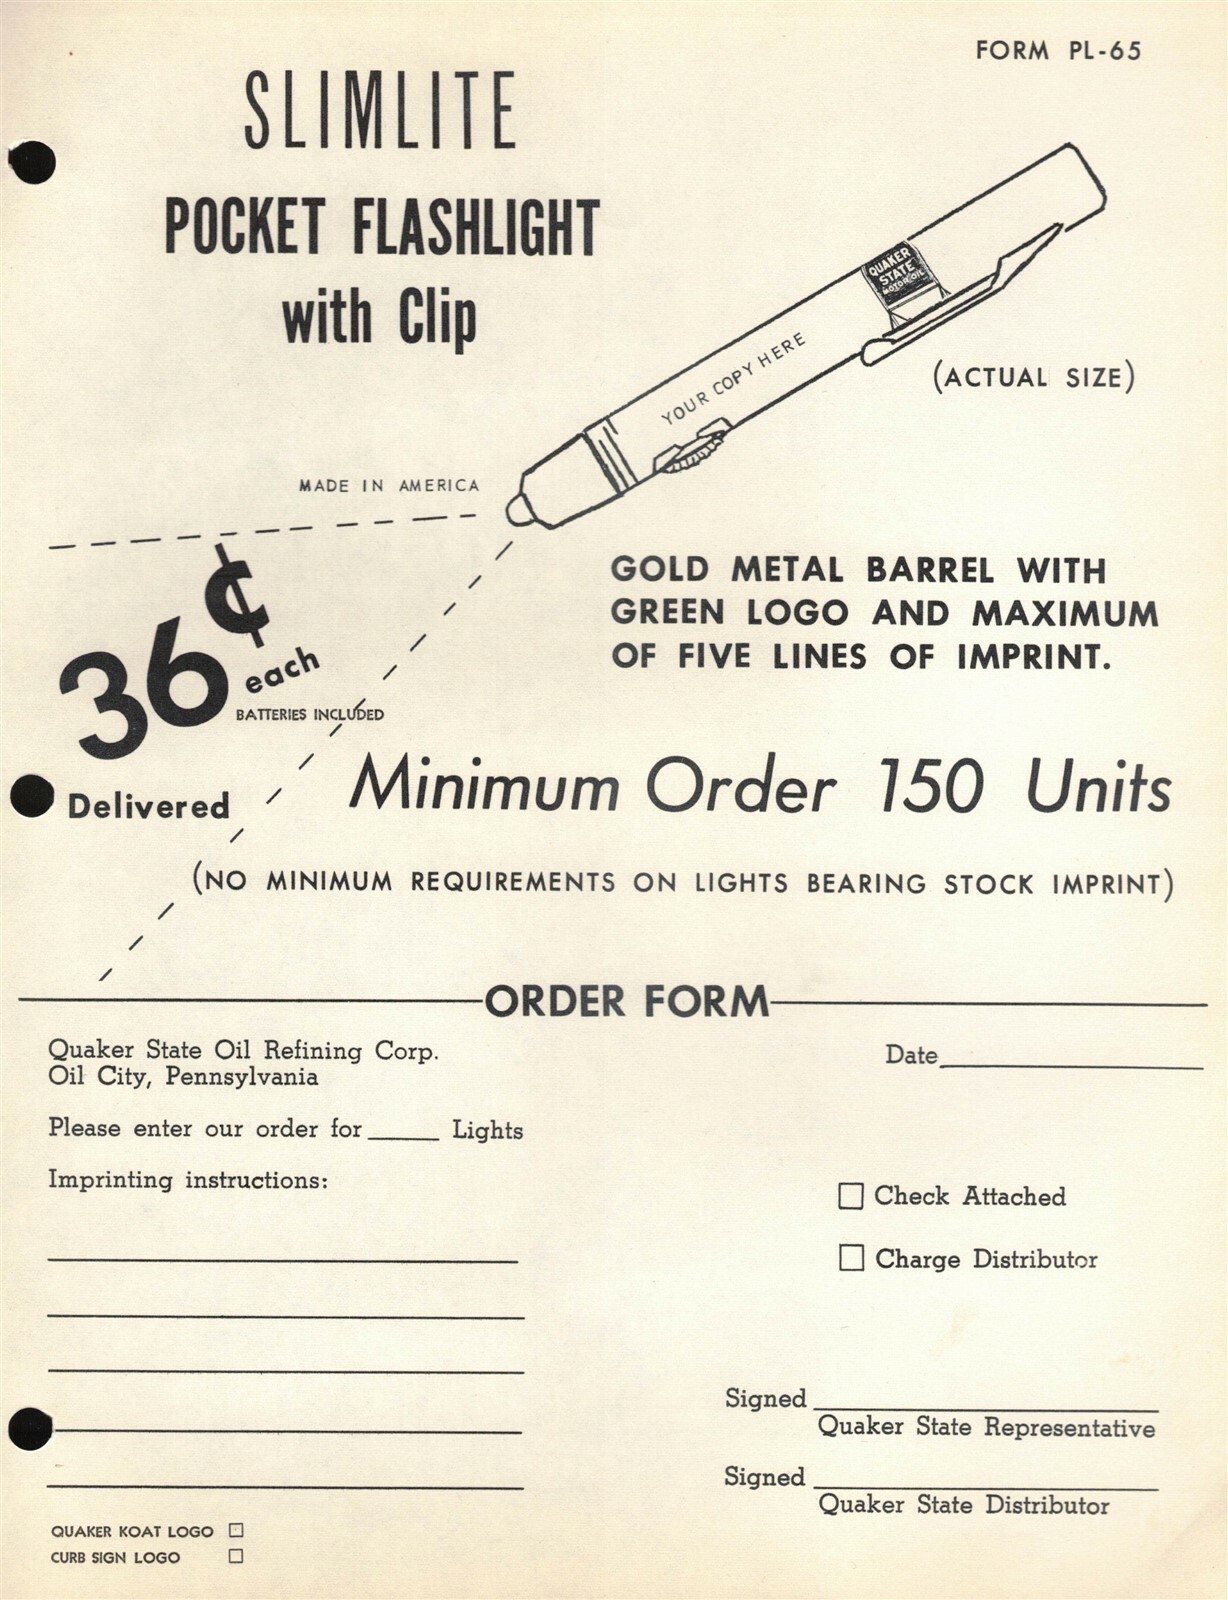 FORM PL-65
SLIMLITE
POCKET FLASHLIGHT
with Clip
QUAKER
STATE
MOTOR OIL
YOUR COPY HERE
(ACTUAL SIZE)
MADE IN AMERICA
GOLD METAL BARREL WITH
GREEN LOGO AND MAXIMUM
OF FIVE LINES OF IMPRINT.
36¢
each
BATTERIES INCLUDED
Delivered
Minimum Order 150 Units
(NO MINIMUM REQUIREMENTS ON LIGHTS BEARING STOCK IMPRINT)
ORDER FORM
Quaker State Oil Refining Corp.
Oil City, Pennsylvania
Date
Please enter our order for Lights
Imprinting instructions:
Check Attached
Charge Distributor
Signed
Quaker State Representative
Signed
Quaker State Distributor
QUAKER KOAT LOGO
CURB SIGN LOGO